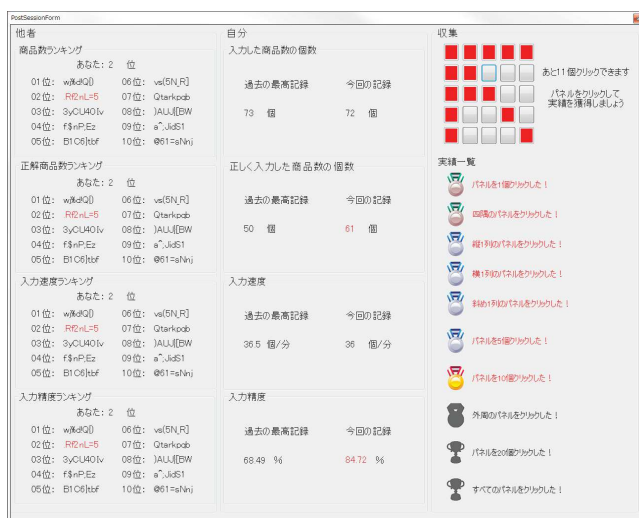 PostSessionForm
他者
商品数ランキング
あなた: 2 位
01位: w/%d!Q[)
06位: vs(5N_R]
02位: Rf2nL=5
07位: Qtarkpqb
03位: 3yCU4O[v
08位: )AUJ[[BW
04位: f$nP;Ez
09位: a^;JidS1
05位: B1C6]tbf
10位: @61=sNnj
正解商品数ランキング
あなた: 2 位
01位: w/%d!Q[)
06位: vs(5N_R]
02位: Rf2nL=5
07位: Qtarkpqb
03位: 3yCU4O[v
08位: )AUJ[[BW
04位: f$nP;Ez
09位: a^;JidS1
05位: B1C6]tbf
10位: @61=sNnj
入力速度ランキング
あなた: 2 位
01位: w/%d!Q[)
06位: vs(5N_R]
02位: Rf2nL=5
07位: Qtarkpqb
03位: 3yCU4O[v
08位: )AUJ[[BW
04位: f$nP;Ez
09位: a^;JidS1
05位: B1C6]tbf
10位: @61=sNnj
入力精度ランキング
あなた: 2 位
01位: w/%d!Q[)
06位: vs(5N_R]
02位: Rf2nL=5
07位: Qtarkpqb
03位: 3yCU4O[v
08位: )AUJ[[BW
04位: f$nP;Ez
09位: a^;JidS1
05位: B1C6]tbf
10位: @61=sNnj
自分
入力した商品数の個数
過去の最高記録 今回の記録
73 個 72 個
正しく入力した商品数の個数
過去の最高記録 今回の記録
50 個 61 個
入力速度
過去の最高記録 今回の記録
36.5 個/分 36 個/分
入力精度
過去の最高記録 今回の記録
68.49 % 84.72 %
収集
あと11個クリックできます
パネルをクリックして
実績を獲得しましょう
実績一覧
パネルを1個クリックした！
四隅のパネルをクリックした！
縦1列のパネルをクリックした！
横1列のパネルをクリックした！
斜め1列のパネルをクリックした！
パネルを5個クリックした！
パネルを10個クリックした！
外周のパネルをクリックした！
パネルを20個クリックした！
すべてのパネルをクリックした！